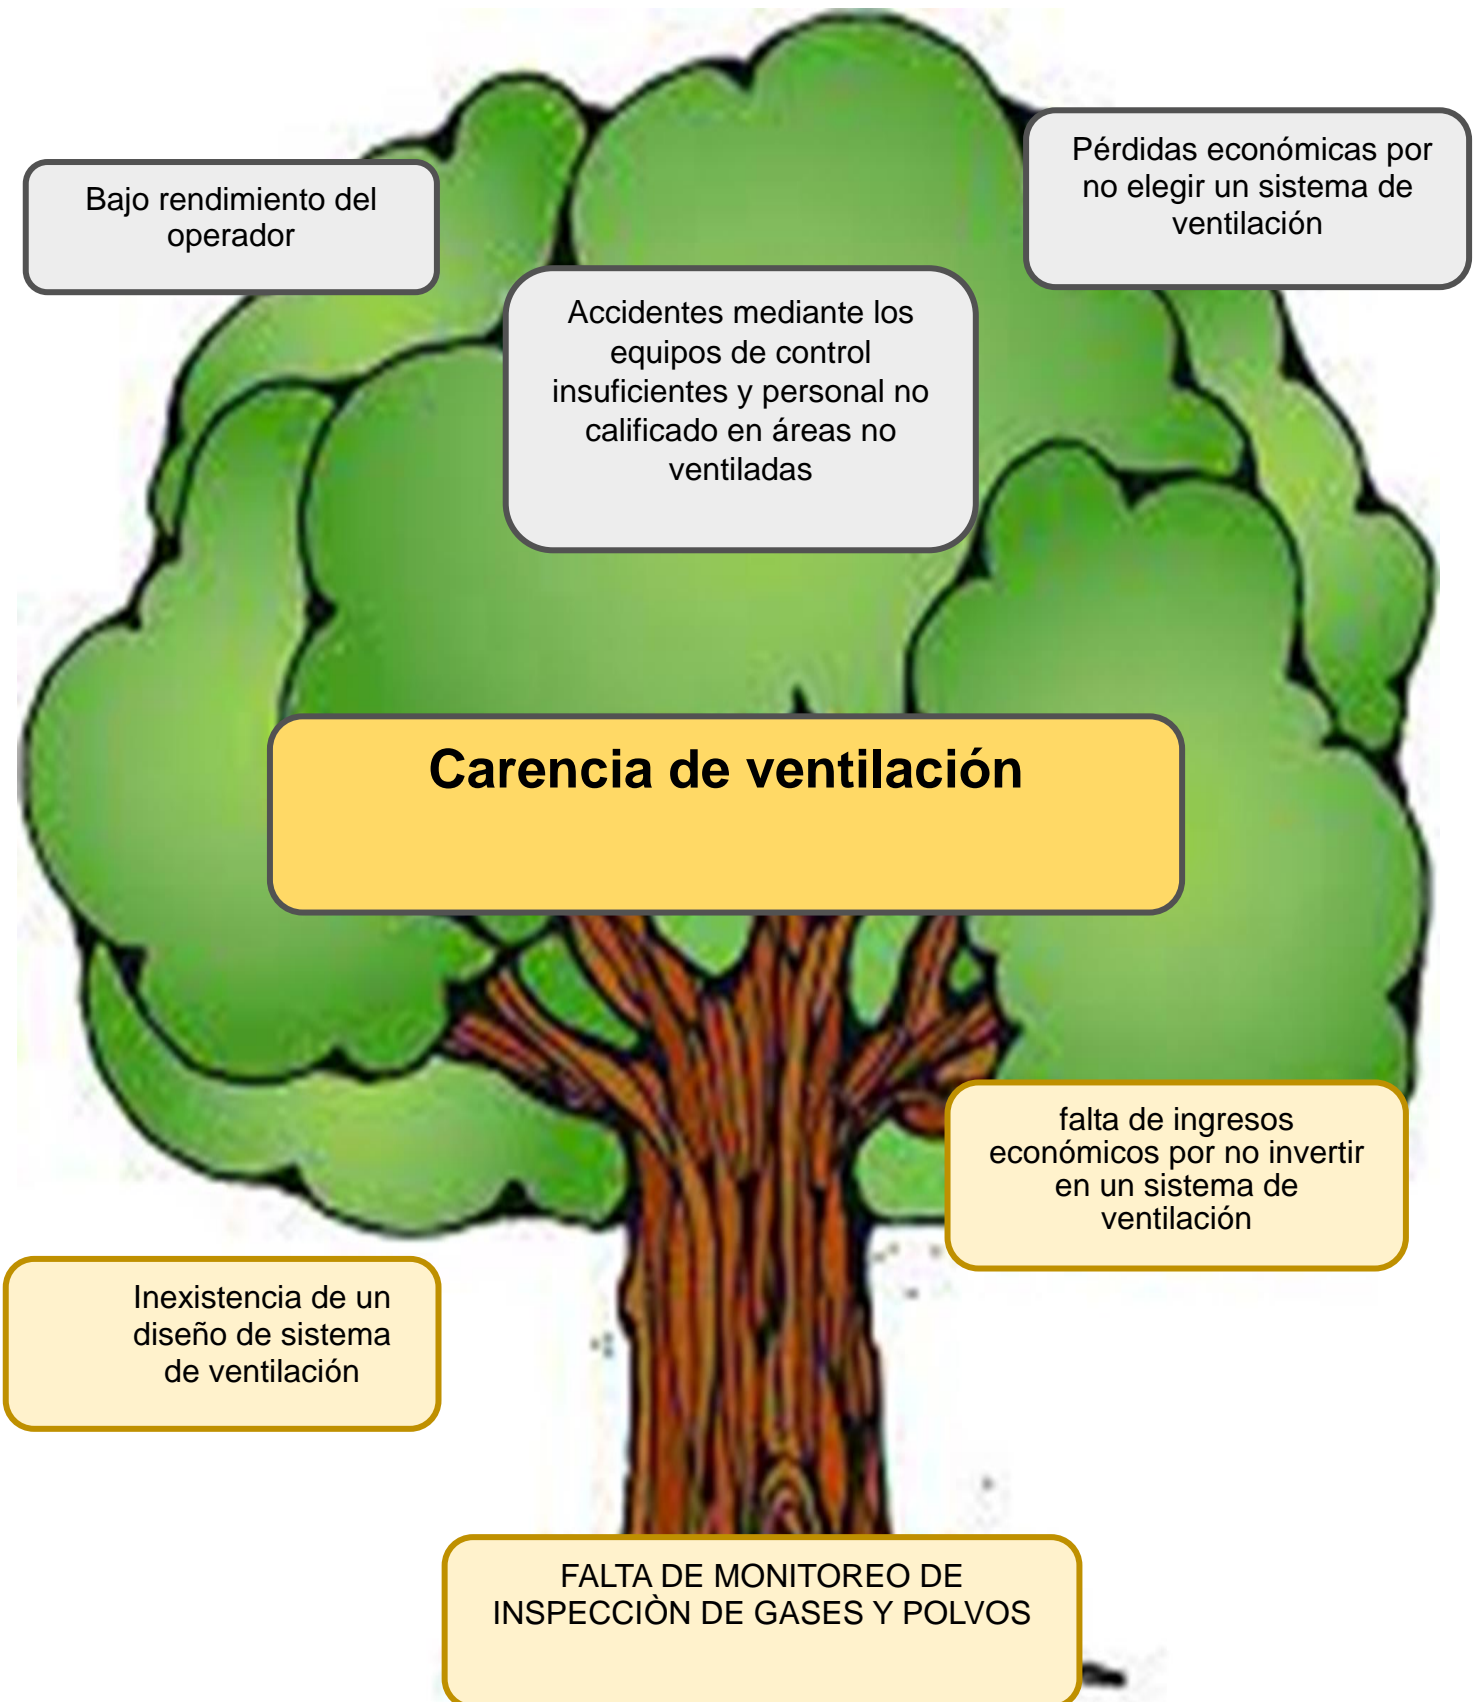 Bajo rendimiento del
operador
Pérdidas económicas por
no elegir un sistema de
ventilación
Accidentes mediante los
equipos de control
insuficientes y personal no
calificado en áreas no
ventiladas
Carencia de ventilación
falta de ingresos
económicos por no invertir
en un sistema de
ventilación
Inexistencia de un
diseño de sistema
de ventilación
FALTA DE MONITOREO DE
INSPECCIÒN DE GASES Y POLVOS